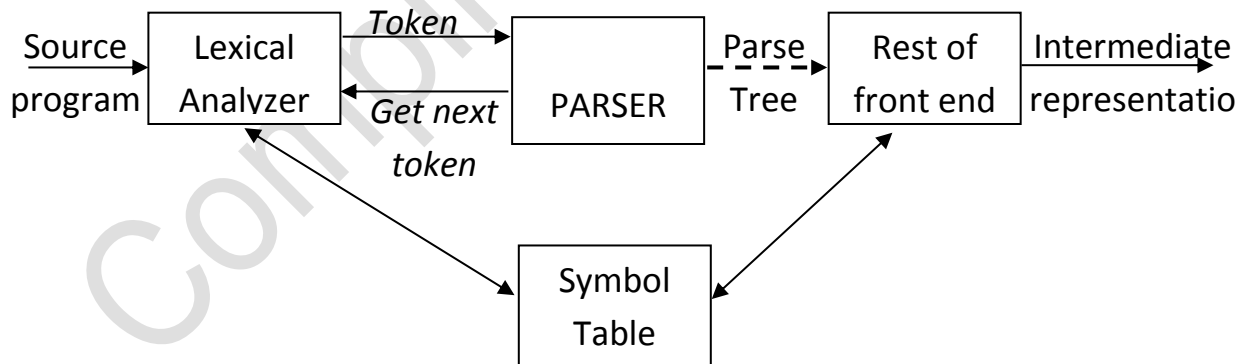 Source
program
Lexical
Analyzer
Token
Get next
token
PARSER
Parse
Tree
Rest of
front end
Intermediate
representatio
Symbol
Table
Compil